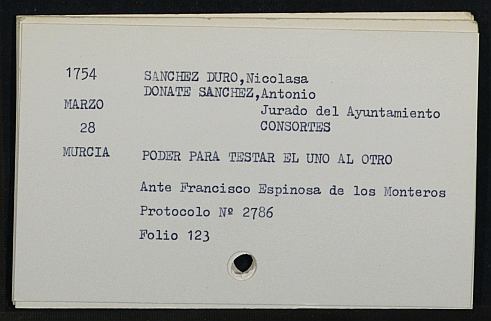 1754 SANCHEZ DURO,Nicolasa
DONATE SANCHEZ,Antonio
MARZO Jurado del Ayuntamiento
28 CONSORTES
MURCIA PODER PARA TESTAR EL UNO AL OTRO
Ante Francisco Espinosa de los Monteros
Protocolo Nº 2786
Folio 123